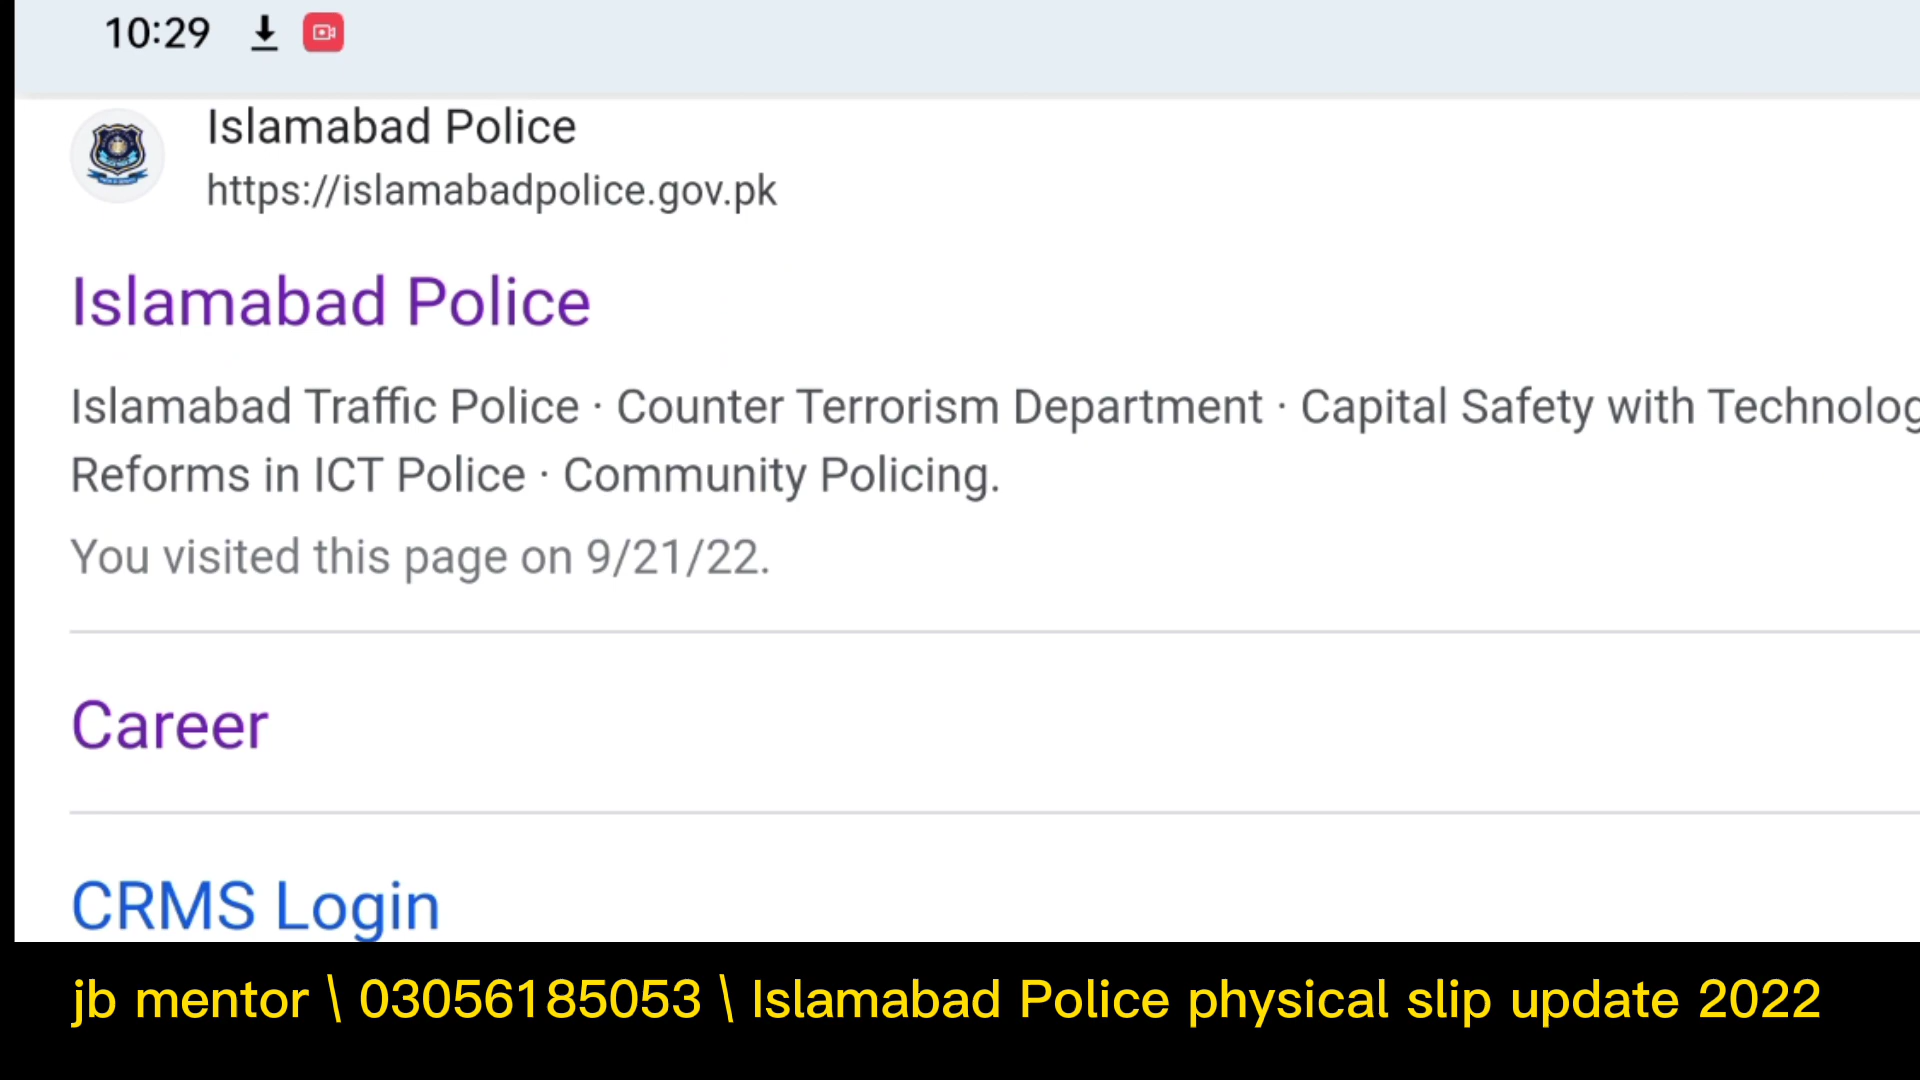 10:29
Islamabad Police
https://islamabadpolice.gov.pk
Islamabad Police
Islamabad Traffic Police · Counter Terrorism Department · Capital Safety with Technolog
Reforms in ICT Police · Community Policing.
You visited this page on 9/21/22.
Career
CRMS Login
jb mentor \ 03056185053 \ Islamabad Police physical slip update 2022